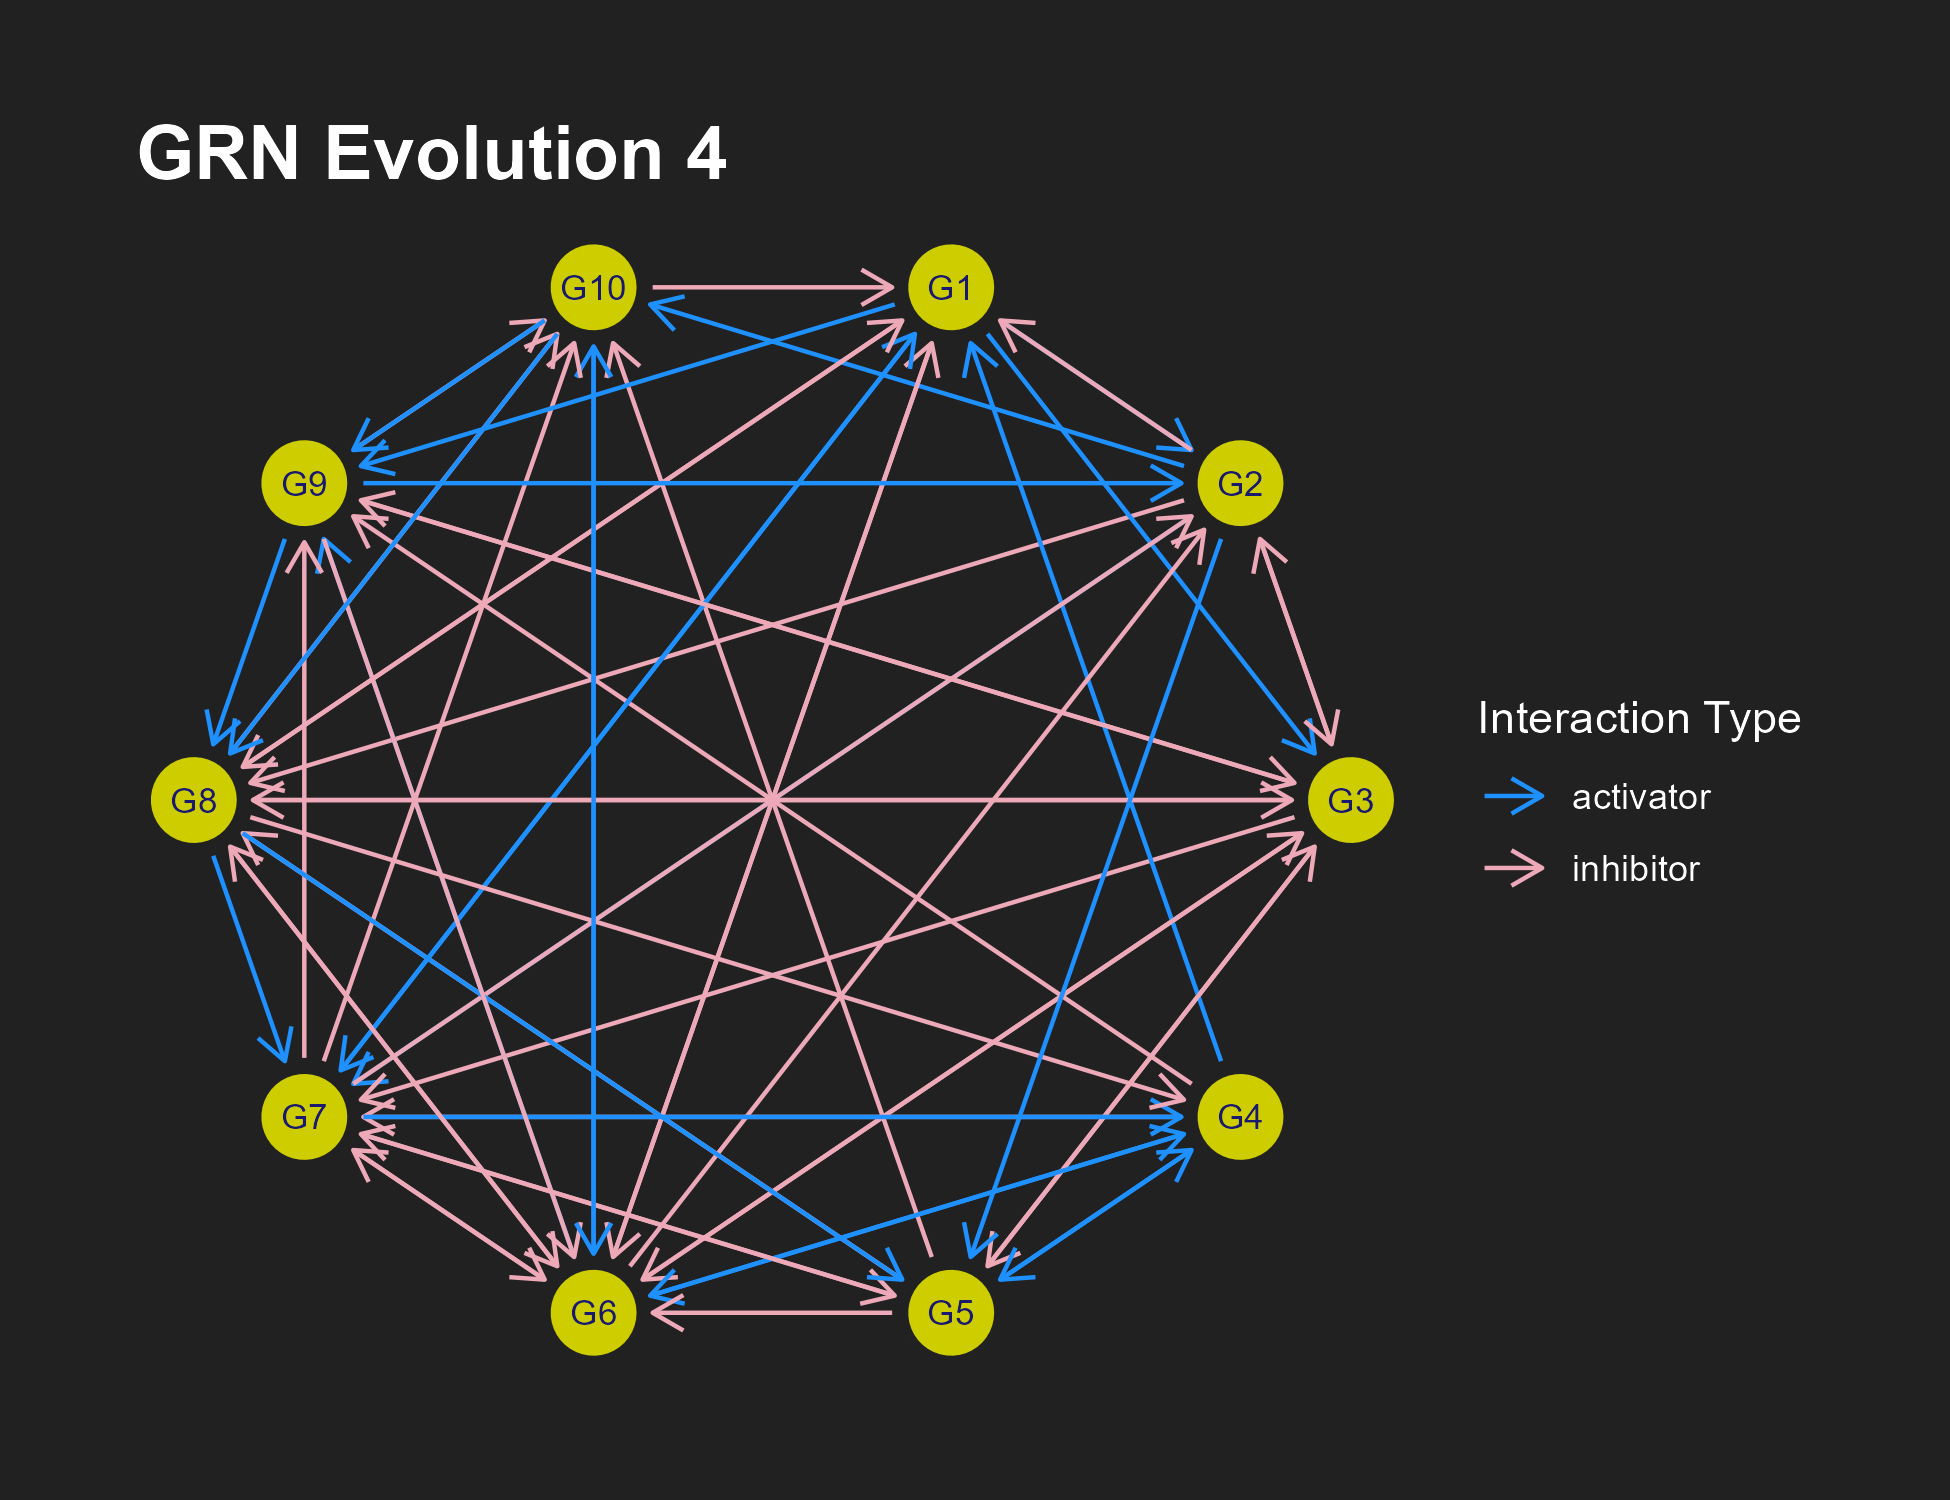 GRN Evolution 4
G10
G1
G9
G2
G8
G3
G7
G4
G6
G5
Interaction Type
activator
inhibitor